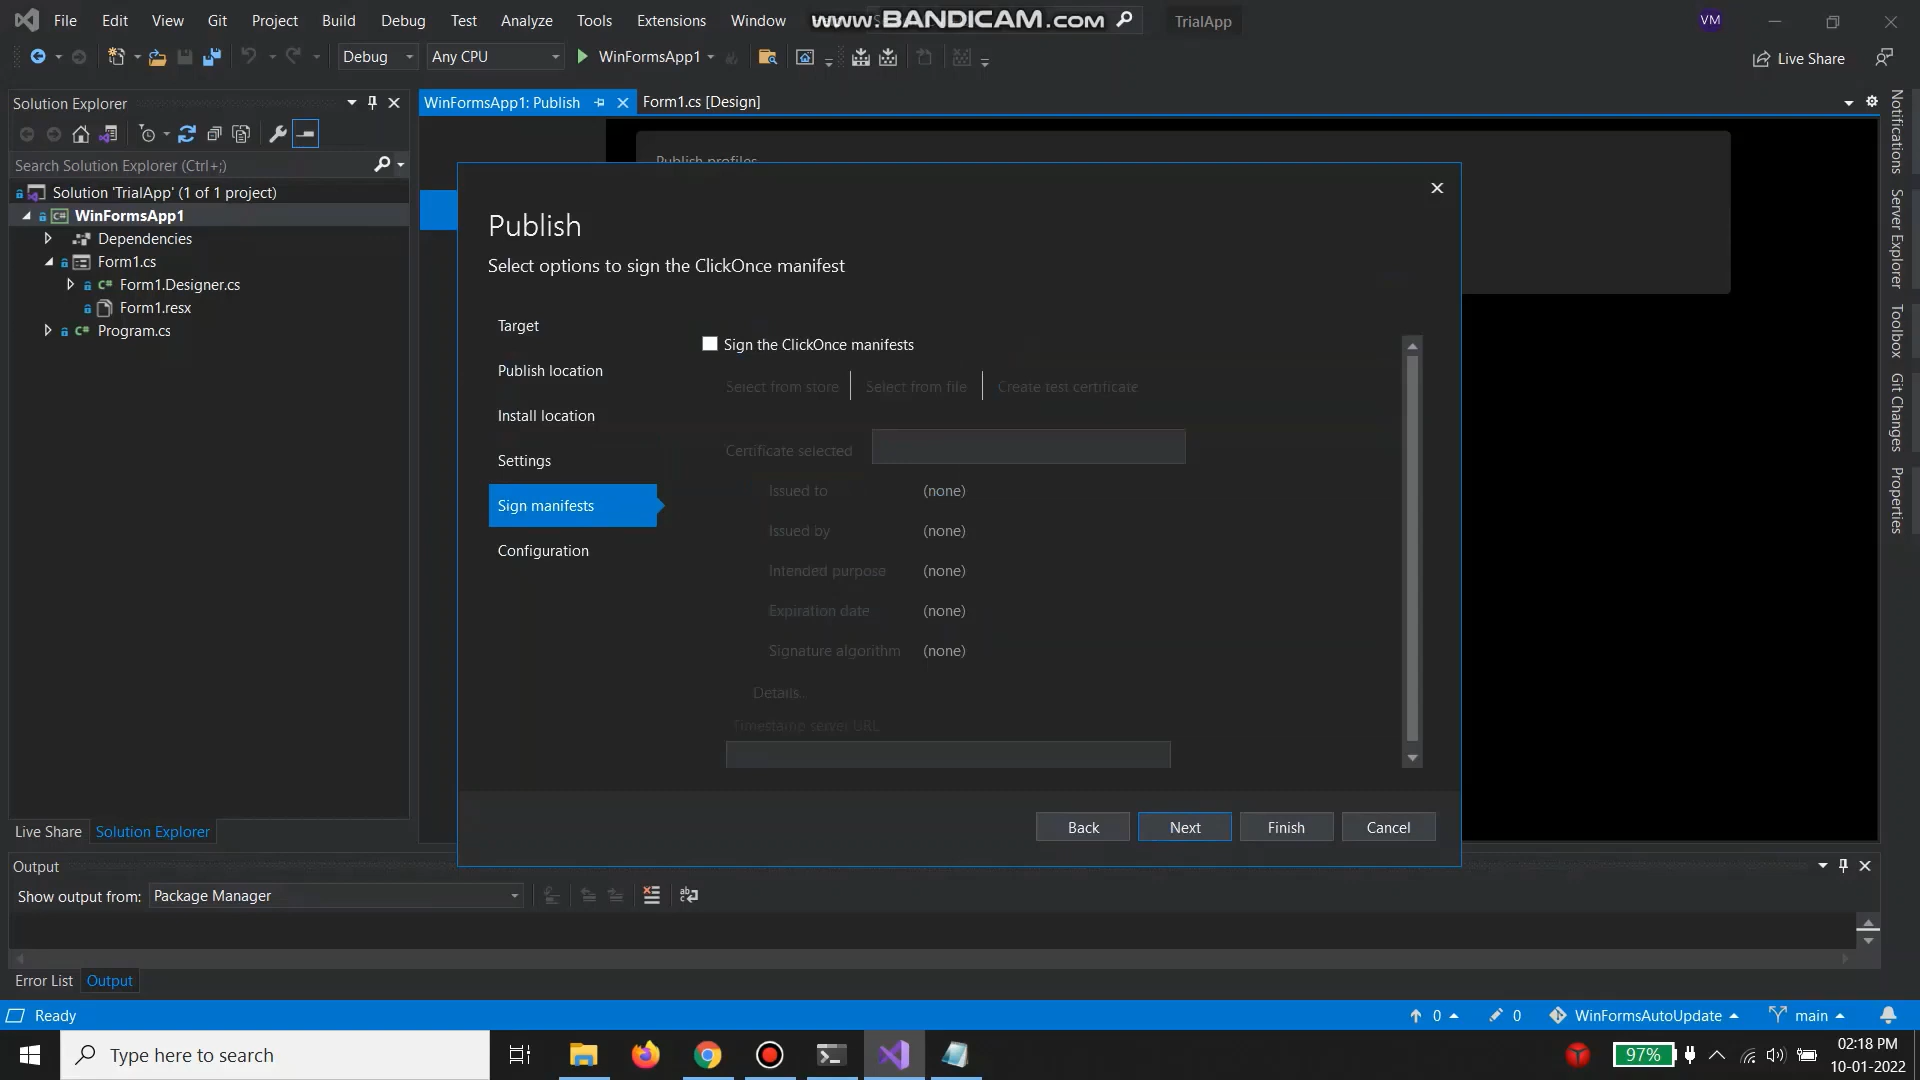 File Edit View Git Project Build Debug Test Analyze Tools Extensions Window
www.BANDICAM.com
TrialApp
VM
Debug
Any CPU
WinFormsApp1
Live Share
Solution Explorer
Search Solution Explorer (Ctrl+;)
Solution 'TrialApp' (1 of 1 project)
WinFormsApp1
Dependencies
Form1.cs
Form1.Designer.cs
Form1.resx
Program.cs
Live Share
Solution Explorer
WinFormsApp1: Publish
Form1.cs [Design]
Publish profiles
Publish
Select options to sign the ClickOnce manifest
Target
Publish location
Install location
Settings
Sign manifests
Configuration
Sign the ClickOnce manifests
Select from store
Select from file
Create test certificate
Certificate selected
Issued to (none)
Issued by (none)
Intended purpose (none)
Expiration date (none)
Signature algorithm (none)
Details...
Timestamp server URL
Back
Next
Finish
Cancel
Notifications
Server Explorer
Toolbox
Git Changes
Properties
Output
Show output from: Package Manager
Error List
Output
Ready
0
0
WinFormsAutoUpdate
main
Type here to search
97%
02:18 PM
10-01-2022